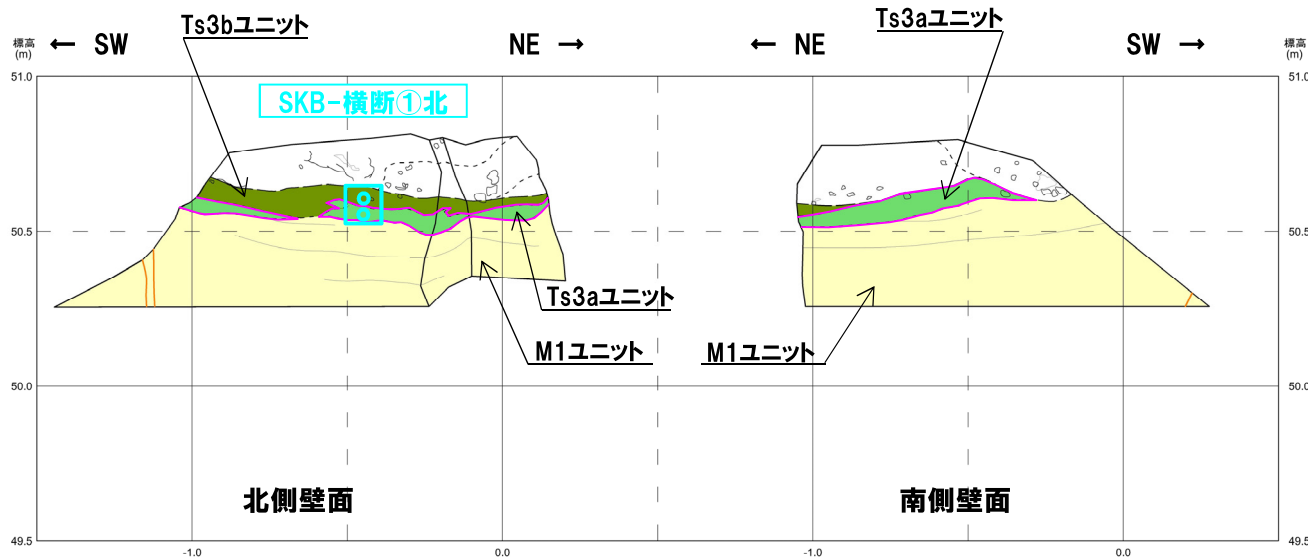 Ts3bユニット
Ts3aユニット
標高
(m)
← SW
NE →
← NE
SW →
標高
(m)
51.0
51.0
SKB-横断①北
50.5
50.5
Ts3aユニット
M1ユニット
M1ユニット
50.0
50.0
北側壁面
南側壁面
49.5
49.5
-1.0
0.0
-1.0
0.0